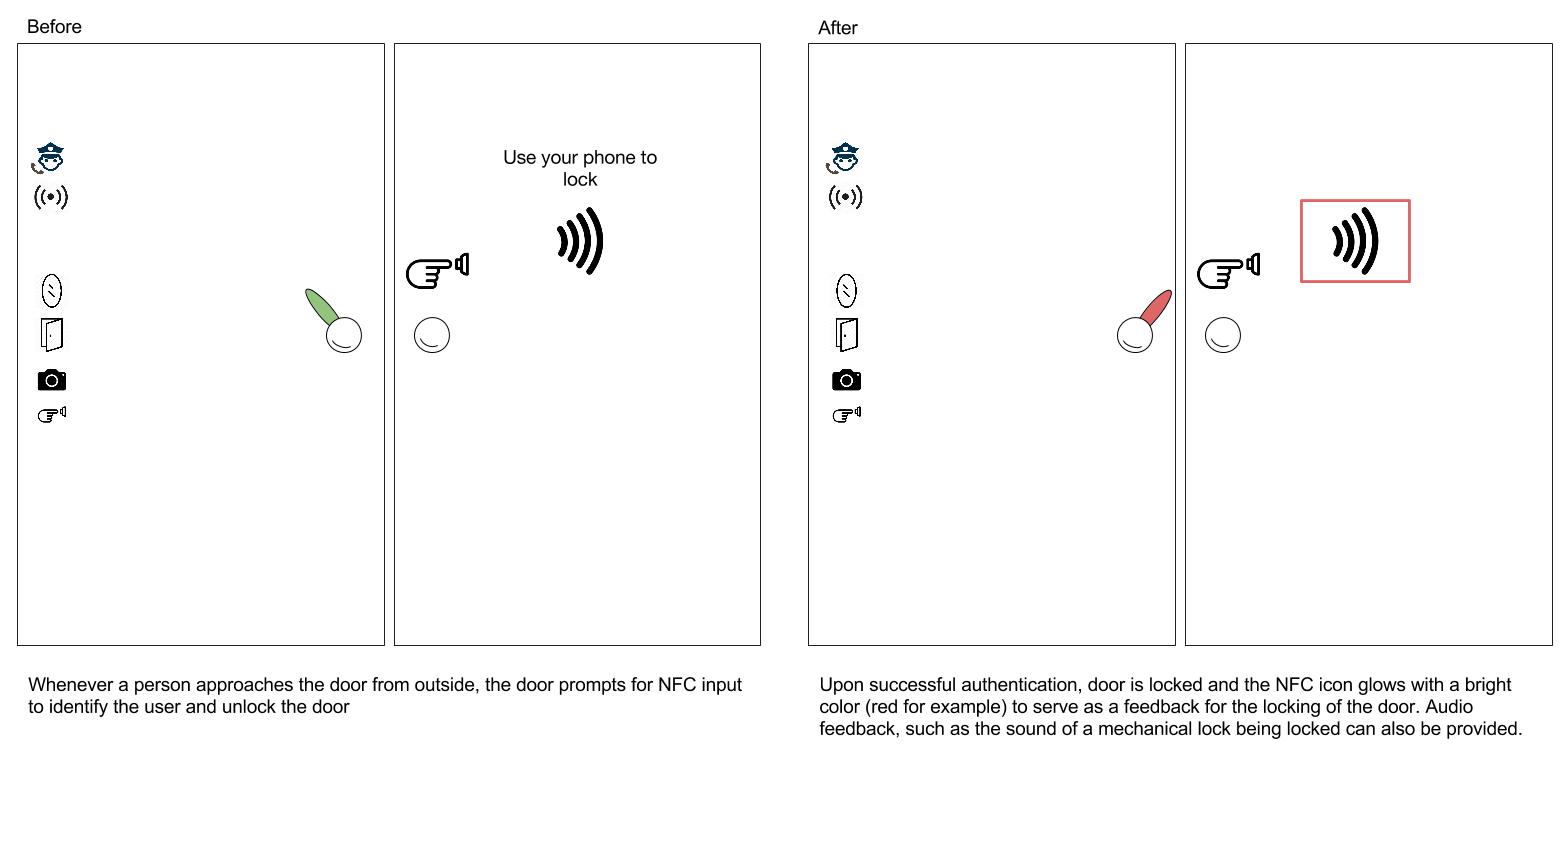 Before
After
Use your phone to
lock
Whenever a person approaches the door from outside, the door prompts for NFC input
to identify the user and unlock the door
Upon successful authentication, door is locked and the NFC icon glows with a bright
color (red for example) to serve as a feedback for the locking of the door. Audio
feedback, such as the sound of a mechanical lock being locked can also be provided.